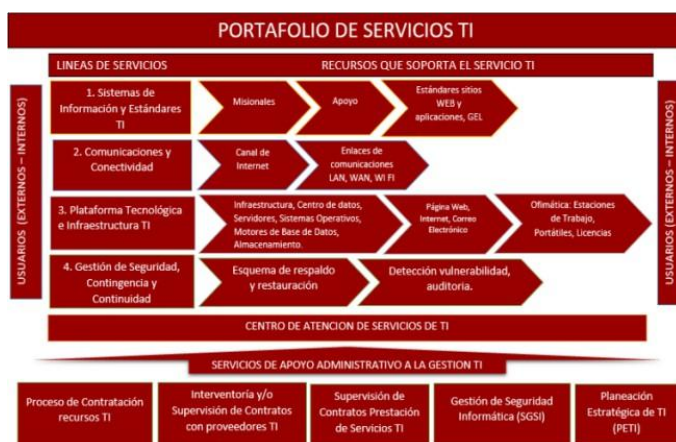 PORTAFOLIO DE SERVICIOS TI
LINEAS DE SERVICIOS
RECURSOS QUE SOPORTA EL SERVICIO TI
USUARIOS (EXTERNOS – INTERNOS)
1. Sistemas de
Información y Estándares
TI
Misionales
Apoyo
Estándares sitios
WEB y
aplicaciones, GEL
2. Comunicaciones y
Conectividad
Canal de
Internet
Enlaces de
comunicaciones
LAN, WAN, WI FI
3. Plataforma Tecnológica
e Infraestructura TI
Infraestructura, Centro de datos,
Servidores, Sistemas Operativos,
Motores de Base de Datos,
Almacenamiento.
Página Web,
Internet, Correo
Electrónico
Ofimática: Estaciones
de Trabajo,
Portátiles, Licencias
4. Gestión de Seguridad,
Contingencia y
Continuidad
Esquema de respaldo
y restauración
Detección vulnerabilidad,
auditoria.
USUARIOS (EXTERNOS – INTERNOS)
CENTRO DE ATENCION DE SERVICIOS DE TI
SERVICIOS DE APOYO ADMINISTRATIVO A LA GESTION TI
Proceso de Contratación
recursos TI
Interventoría y/o
Supervisión de Contratos
con proveedores TI
Supervisión de
Contratos Prestación
de Servicios TI
Gestión de Seguridad
Informática (SGSI)
Planeación
Estratégica de TI
(PETI)